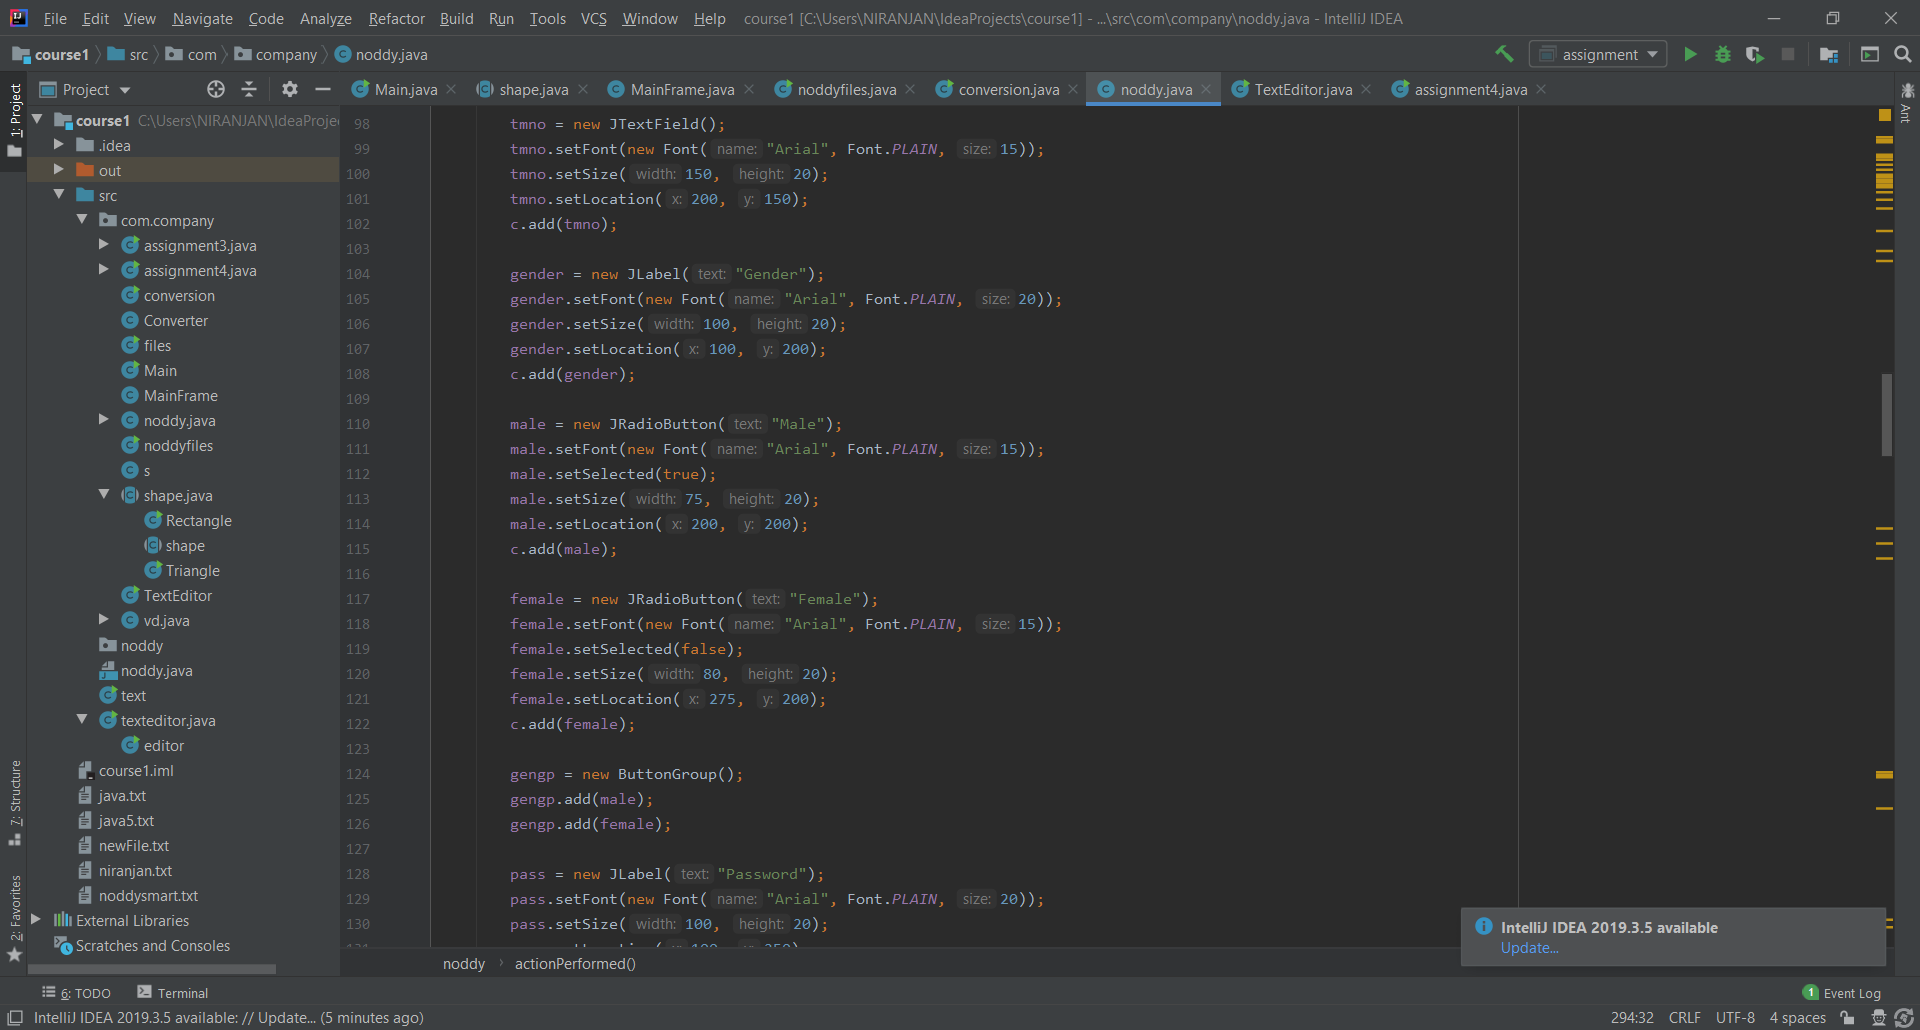 File Edit View Navigate Code Analyze Refactor Build Run Tools VCS Window Help course1 [C:\Users\NIRANJAN\IdeaProjects\course1] - ...\src\com\company\noddy.java - IntelliJ IDEA
course1 src com company noddy.java assignment
Project Main.java shape.java MainFrame.java noddyfiles.java conversion.java noddy.java TextEditor.java assignment4.java
1: Project
7: Structure
2: Favorites
Ant
course1 C:\Users\NIRANJAN\IdeaProje
.idea
out
src
com.company
assignment3.java
assignment4.java
conversion
Converter
files
Main
MainFrame
noddy.java
noddyfiles
s
shape.java
Rectangle
shape
Triangle
TextEditor
vd.java
noddy
noddy.java
text
texteditor.java
editor
course1.iml
java.txt
java5.txt
newFile.txt
niranjan.txt
noddysmart.txt
External Libraries
Scratches and Consoles
98 tmno = new JTextField();
99 tmno.setFont(new Font( name: "Arial", Font.PLAIN, size: 15));
100 tmno.setSize( width: 150, height: 20);
101 tmno.setLocation( x: 200, y: 150);
102 c.add(tmno);
103
104 gender = new JLabel( text: "Gender");
105 gender.setFont(new Font( name: "Arial", Font.PLAIN, size: 20));
106 gender.setSize( width: 100, height: 20);
107 gender.setLocation( x: 100, y: 200);
108 c.add(gender);
109
110 male = new JRadioButton( text: "Male");
111 male.setFont(new Font( name: "Arial", Font.PLAIN, size: 15));
112 male.setSelected(true);
113 male.setSize( width: 75, height: 20);
114 male.setLocation( x: 200, y: 200);
115 c.add(male);
116
117 female = new JRadioButton( text: "Female");
118 female.setFont(new Font( name: "Arial", Font.PLAIN, size: 15));
119 female.setSelected(false);
120 female.setSize( width: 80, height: 20);
121 female.setLocation( x: 275, y: 200);
122 c.add(female);
123
124 gengp = new ButtonGroup();
125 gengp.add(male);
126 gengp.add(female);
127
128 pass = new JLabel( text: "Password");
129 pass.setFont(new Font( name: "Arial", Font.PLAIN, size: 20));
130 pass.setSize( width: 100, height: 20);
IntelliJ IDEA 2019.3.5 available
Update...
noddy actionPerformed()
6: TODO Terminal 1 Event Log
IntelliJ IDEA 2019.3.5 available: // Update... (5 minutes ago) 294:32 CRLF UTF-8 4 spaces